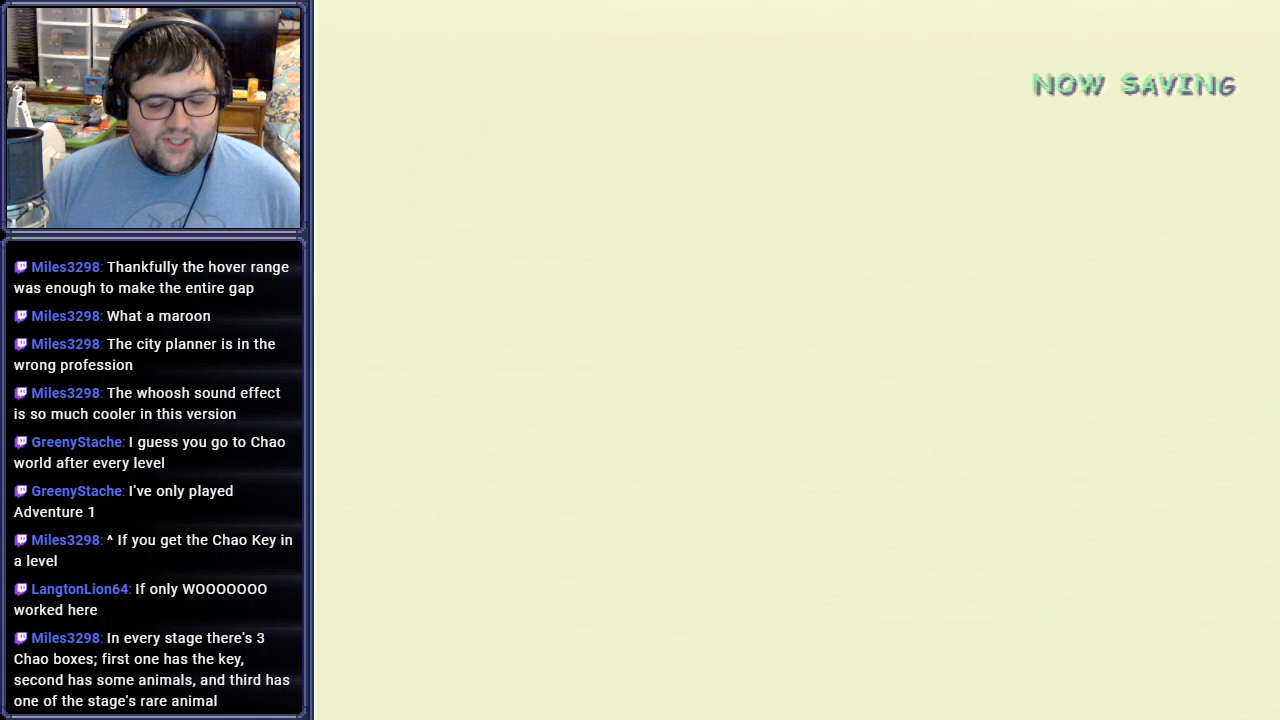 NOW SAVING
Miles3298: Thankfully the hover range
was enough to make the entire gap
Miles3298: What a maroon
Miles3298: The city planner is in the
wrong profession
Miles3298: The whoosh sound effect
is so much cooler in this version
GreenyStache: I guess you go to Chao
world after every level
GreenyStache: I've only played
Adventure 1
Miles3298: ^ If you get the Chao Key in
a level
LangtonLion64: If only WOOOOOOO
worked here
Miles3298: In every stage there's 3
Chao boxes; first one has the key,
second has some animals, and third has
one of the stage's rare animal